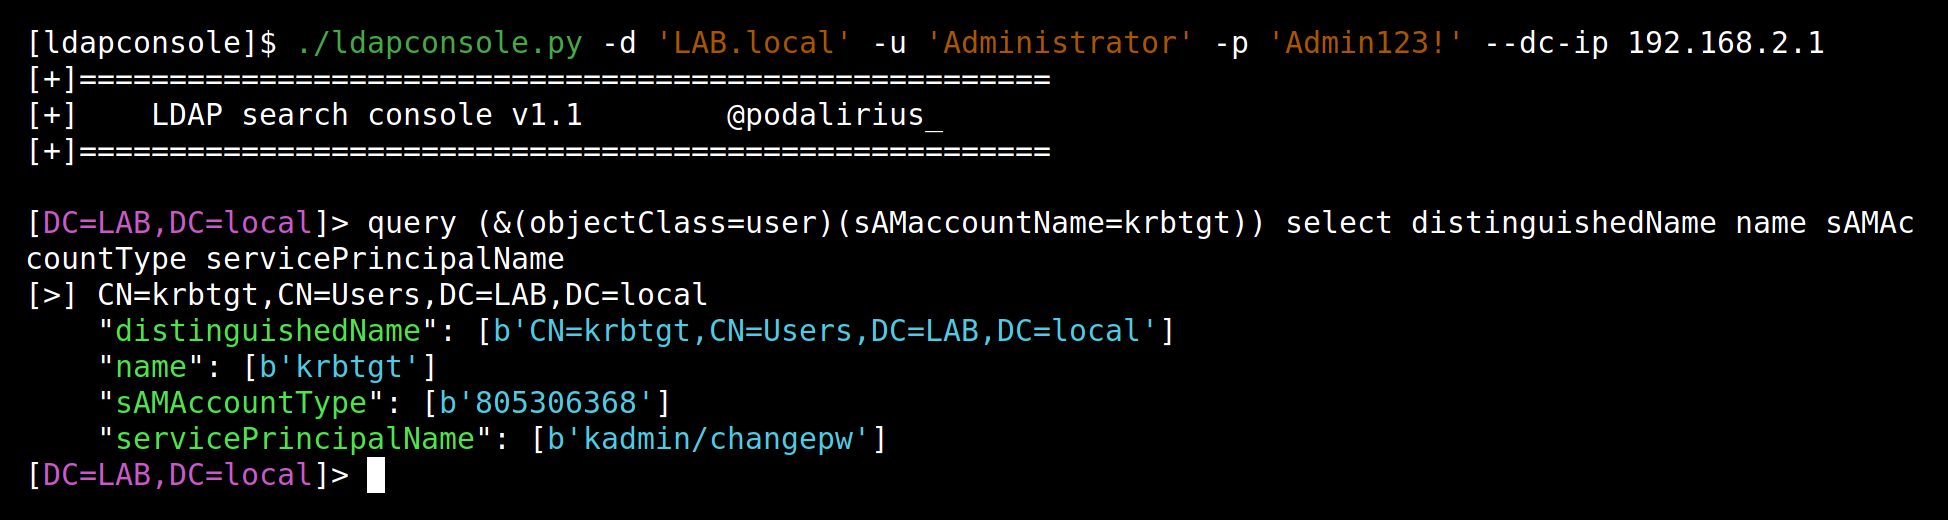 [ldapconsole]$ ./ldapconsole.py -d 'LAB.local' -u 'Administrator' -p 'Admin123!' --dc-ip 192.168.2.1
[+]======================================================
[+]    LDAP search console v1.1        @podalirius_
[+]======================================================
[DC=LAB,DC=local]> query (&(objectClass=user)(sAMaccountName=krbtgt)) select distinguishedName name sAMAc
countType servicePrincipalName
[>] CN=krbtgt,CN=Users,DC=LAB,DC=local
    "distinguishedName": [b'CN=krbtgt,CN=Users,DC=LAB,DC=local']
    "name": [b'krbtgt']
    "sAMAccountType": [b'805306368']
    "servicePrincipalName": [b'kadmin/changepw']
[DC=LAB,DC=local]>